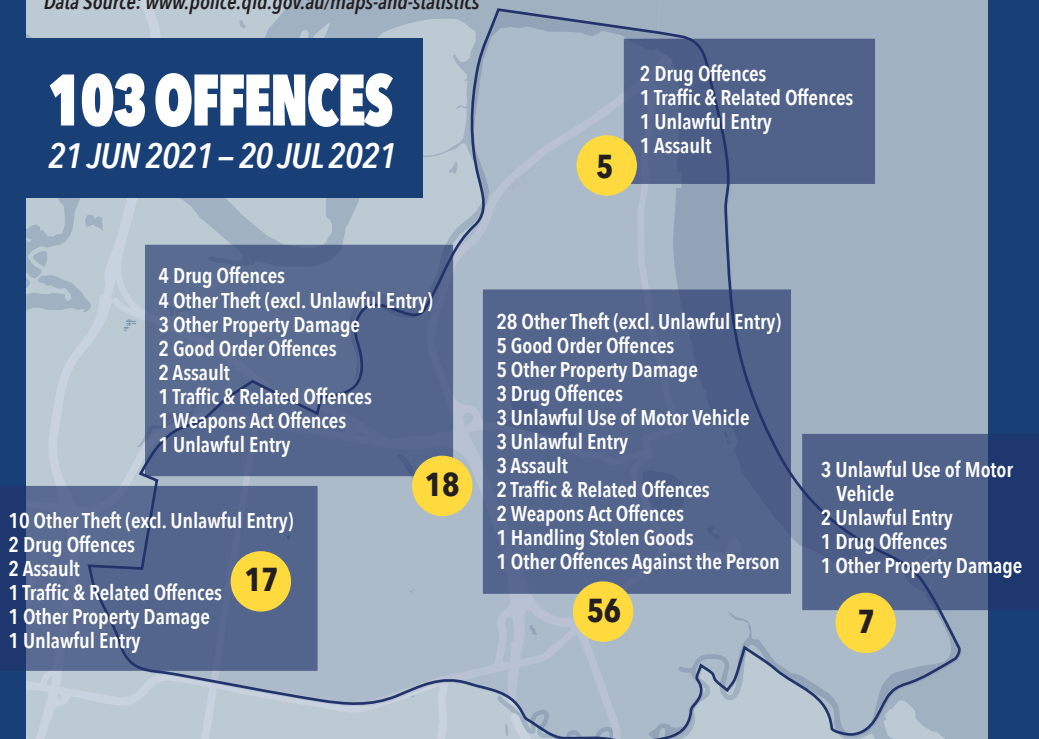 Data Source: www.police.qld.gov.au/maps-and-statistics
103 OFFENCES
21 JUN 2021 – 20 JUL 2021
2 Drug Offences
1 Traffic & Related Offences
1 Unlawful Entry
1 Assault
5
4 Drug Offences
4 Other Theft (excl. Unlawful Entry)
3 Other Property Damage
2 Good Order Offences
2 Assault
1 Traffic & Related Offences
1 Weapons Act Offences
1 Unlawful Entry
18
28 Other Theft (excl. Unlawful Entry)
5 Good Order Offences
5 Other Property Damage
3 Drug Offences
3 Unlawful Use of Motor Vehicle
3 Unlawful Entry
3 Assault
2 Traffic & Related Offences
2 Weapons Act Offences
1 Handling Stolen Goods
1 Other Offences Against the Person
56
3 Unlawful Use of Motor
Vehicle
2 Unlawful Entry
1 Drug Offences
1 Other Property Damage
7
10 Other Theft (excl. Unlawful Entry)
2 Drug Offences
2 Assault
1 Traffic & Related Offences
1 Other Property Damage
1 Unlawful Entry
17